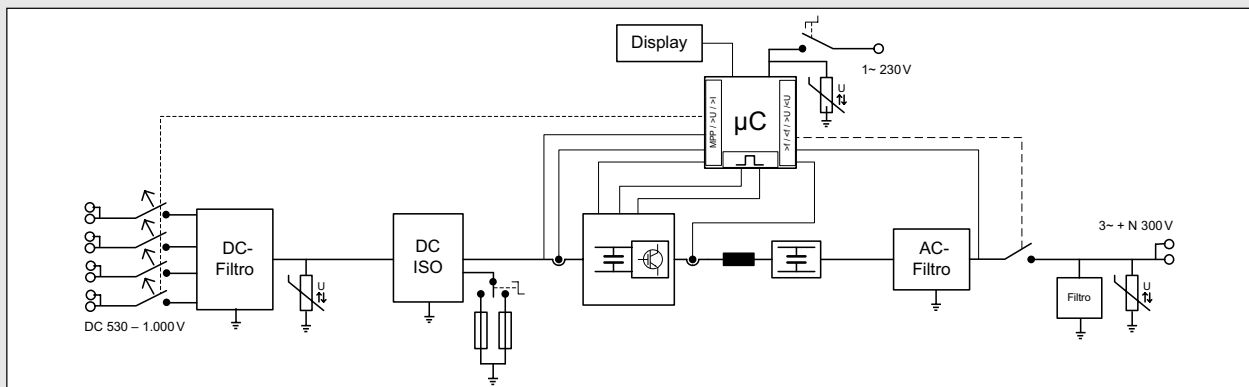 Display
1~ 230 V
U
MPP / >U / >I
µC
>f / <f / >U /<U
3~ + N 300 V
DC-
Filtro
DC
ISO
AC-
Filtro
U
Filtro
U
DC 530 – 1.000 V